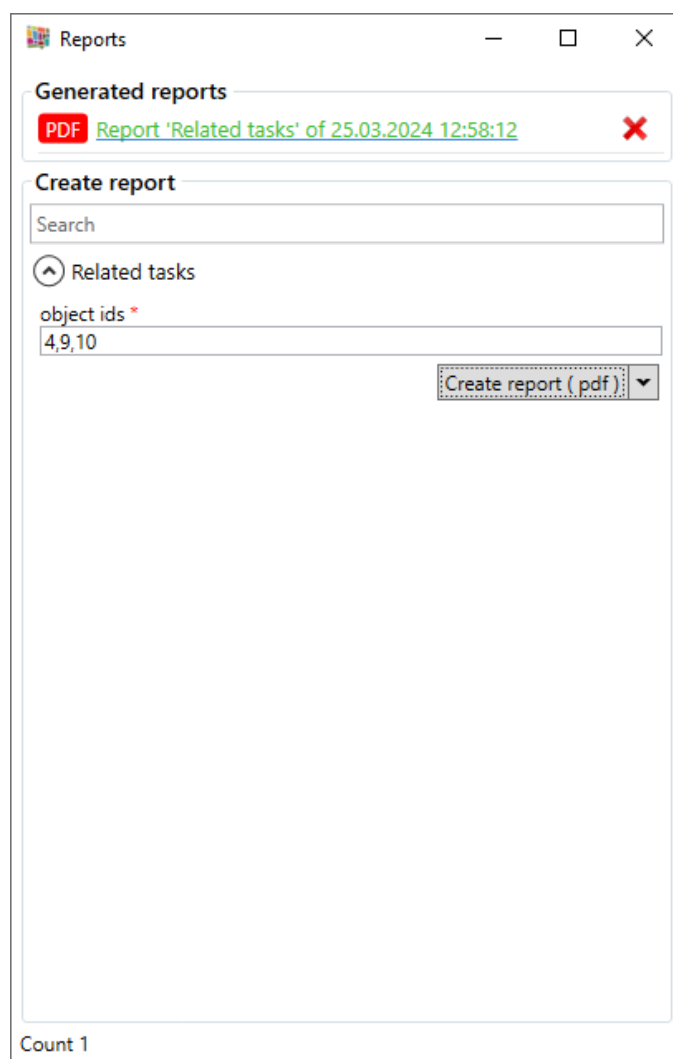 Reports
Generated reports
PDF Report 'Related tasks' of 25.03.2024 12:58:12
Create report
Search
Related tasks
object ids *
4,9,10
Create report ( pdf )
Count 1